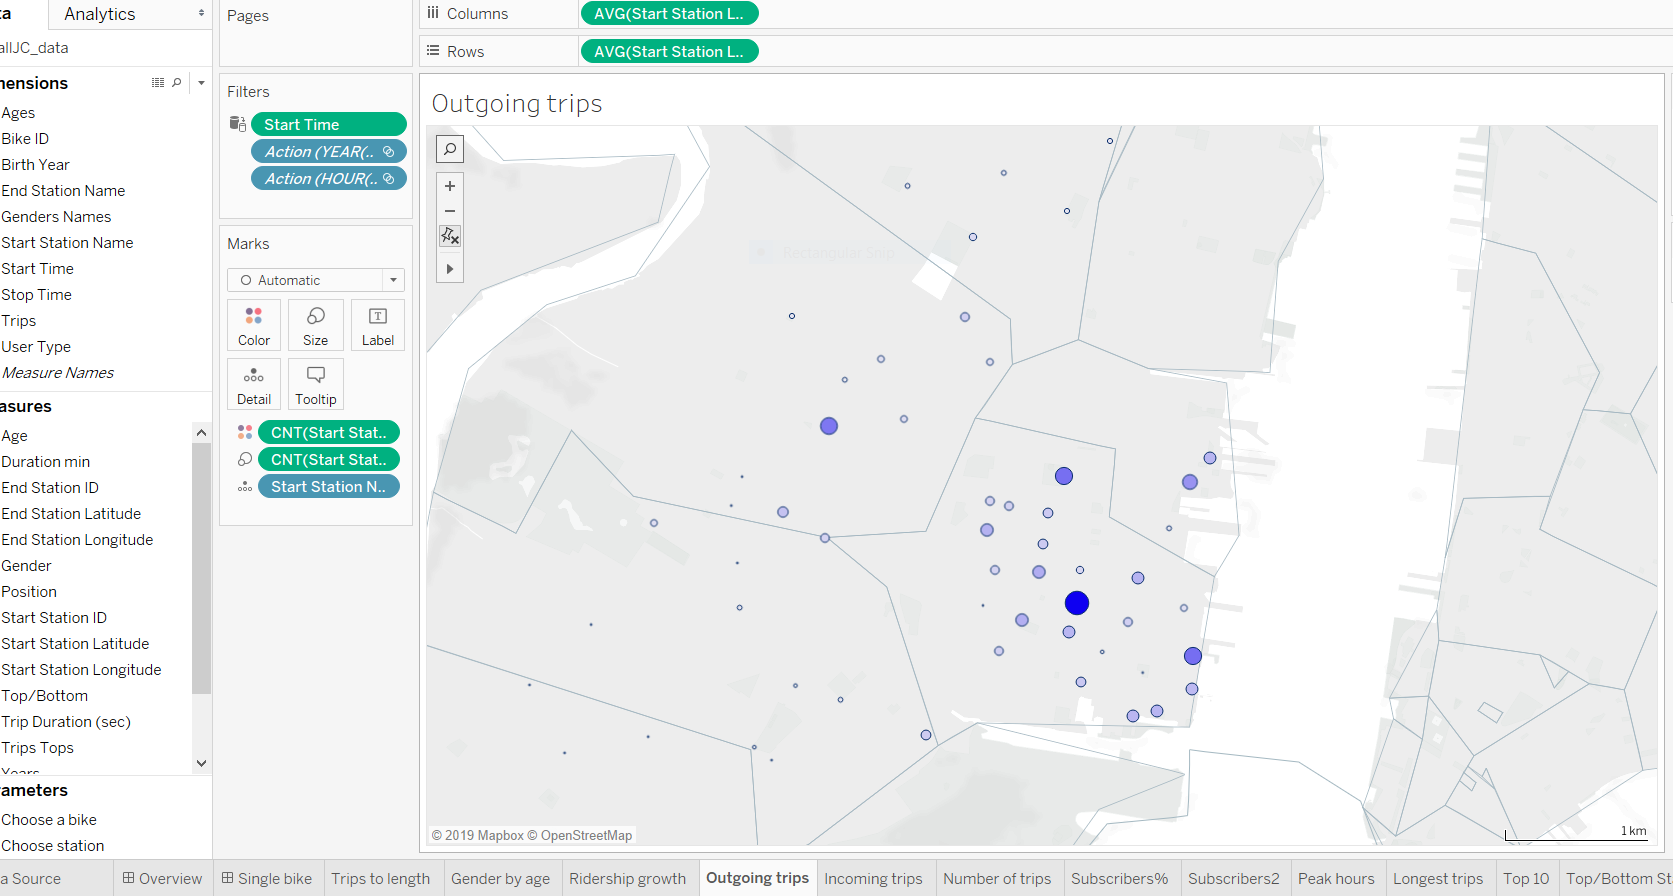 ta
Analytics
allJC_data
mensions
Ages
Bike ID
Birth Year
End Station Name
Genders Names
Start Station Name
Start Time
Stop Time
Trips
User Type
Measure Names
asures
Age
Duration min
End Station ID
End Station Latitude
End Station Longitude
Gender
Position
Start Station ID
Start Station Latitude
Start Station Longitude
Top/Bottom
Trip Duration (sec)
Trips Tops
Years
rameters
Choose a bike
Choose station
Pages
Filters
Start Time
Action (YEAR(..
Action (HOUR(..
Marks
Automatic
Color
Size
Label
Detail
Tooltip
CNT(Start Stat..
CNT(Start Stat..
Start Station N..
Columns
AVG(Start Station L..
Rows
AVG(Start Station L..
Outgoing trips
Rectangular Snip
© 2019 Mapbox © OpenStreetMap
1 km
a Source
Overview
Single bike
Trips to length
Gender by age
Ridership growth
Outgoing trips
Incoming trips
Number of trips
Subscribers%
Subscribers2
Peak hours
Longest trips
Top 10
Top/Bottom St